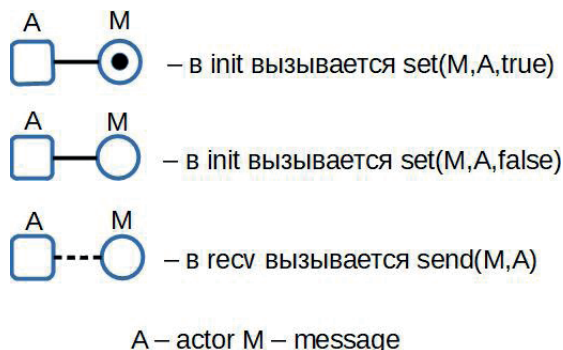 A M
– в init вызывается set(M,A,true)
A M
– в init вызывается set(M,A,false)
A M
– в recv вызывается send(M,A)
A – actor M – message